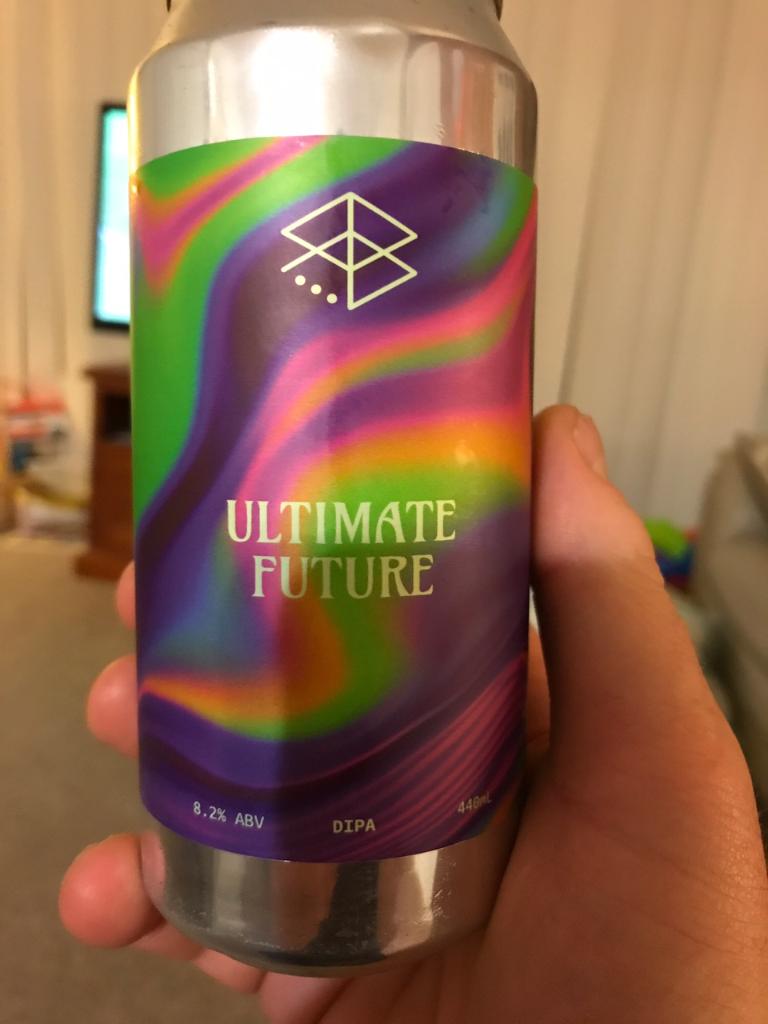 ULTIMATE
FUTURE
8.2% ABV DIPA 440mL